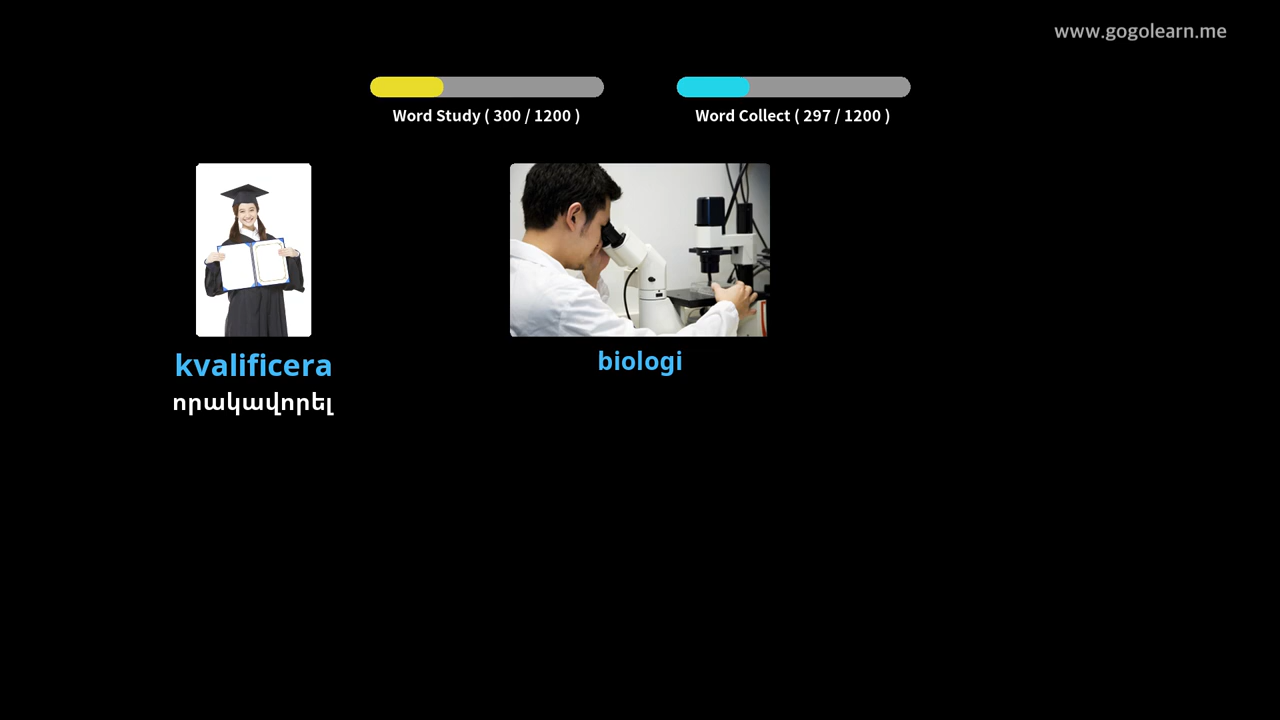 www.gogolearn.me
Word Study ( 300 / 1200 )
Word Collect ( 297 / 1200 )
kvalificera
որակավորել
biologi